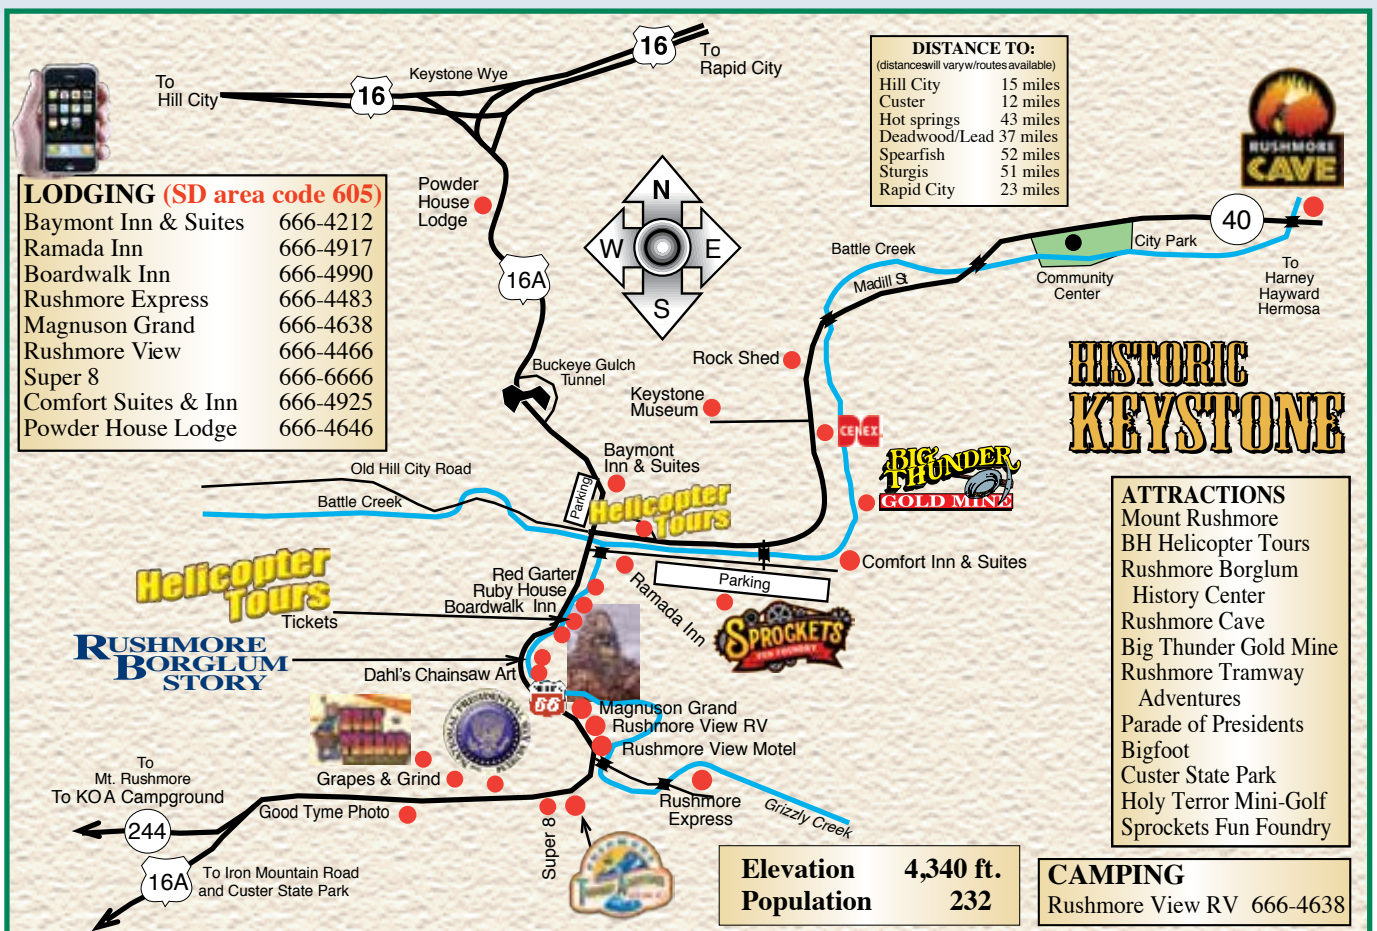 16
To
Rapid City
Keystone Wye
To
Hill City
16
DISTANCE TO:
(distances will vary w/routes available)
Hill City 15 miles
Custer 12 miles
Hot springs 43 miles
Deadwood/Lead 37 miles
Spearfish 52 miles
Sturgis 51 miles
Rapid City 23 miles
RUSHMORE
CAVE
LODGING (SD area code 605)
Baymont Inn & Suites 666-4212
Ramada Inn 666-4917
Boardwalk Inn 666-4990
Rushmore Express 666-4483
Magnuson Grand 666-4638
Rushmore View 666-4466
Super 8 666-6666
Comfort Suites & Inn 666-4925
Powder House Lodge 666-4646
Powder
House
Lodge
N
W
E
S
16A
40
Battle Creek
Madill St
City Park
Community
Center
To
Harney
Hayward
Hermosa
Buckeye Gulch
Tunnel
Rock Shed
Keystone
Museum
CENEX
HISTORIC
KEYSTONE
BIG
THUNDER
GOLD MINE
Baymont
Inn & Suites
Parking
Helicopter
Tours
Old Hill City Road
Battle Creek
Comfort Inn & Suites
Parking
Ramada Inn
SPROCKETS
FUN FOUNDRY
Helicopter
Tours
Tickets
Red Garter
Ruby House
Boardwalk Inn
RUSHMORE
BORGLUM
STORY
Dahl's Chainsaw Art
66
Magnuson Grand
Rushmore View RV
Rushmore View Motel
Grapes & Grind
Good Tyme Photo
Super 8
Rushmore
Express
Grizzly Creek
To
Mt. Rushmore
To KOA Campground
244
16A
To Iron Mountain Road
and Custer State Park
ATTRACTIONS
Mount Rushmore
BH Helicopter Tours
Rushmore Borglum
History Center
Rushmore Cave
Big Thunder Gold Mine
Rushmore Tramway
Adventures
Parade of Presidents
Bigfoot
Custer State Park
Holy Terror Mini-Golf
Sprockets Fun Foundry
Elevation 4,340 ft.
Population 232
CAMPING
Rushmore View RV 666-4638